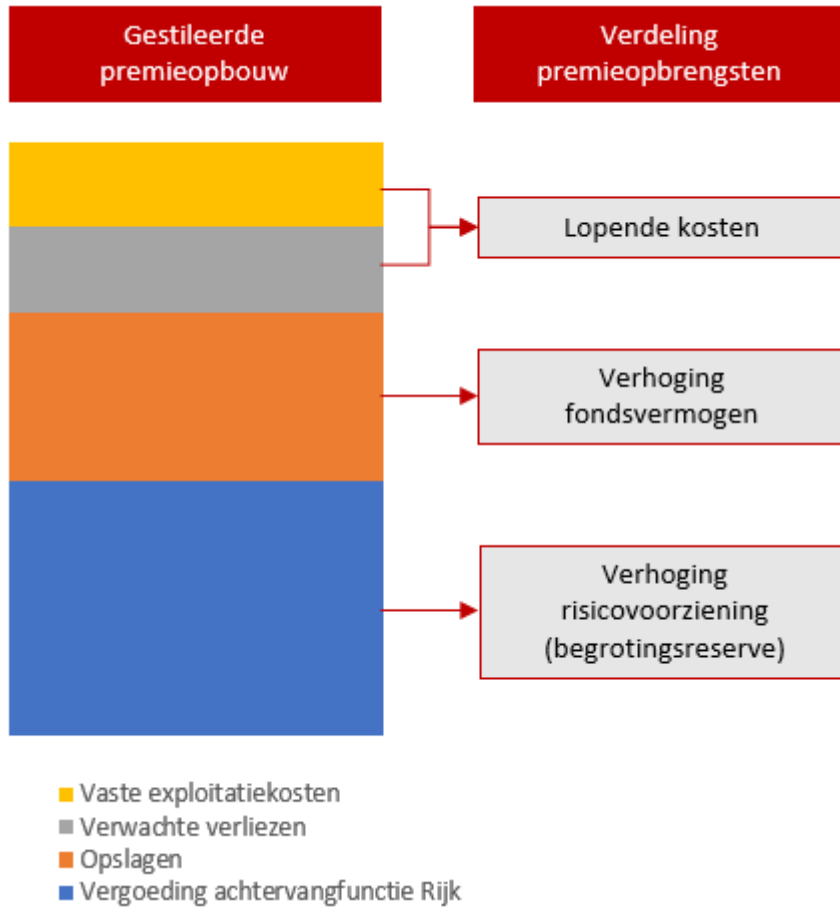 Gestileerde
premieopbouw
Verdeling
premieopbrengsten
Lopende kosten
Verhoging
fondsvermogen
Verhoging
risicovoorziening
(begrotingsreserve)
Vaste exploitatiekosten
Verwachte verliezen
Opslagen
Vergoeding achtervangfunctie Rijk